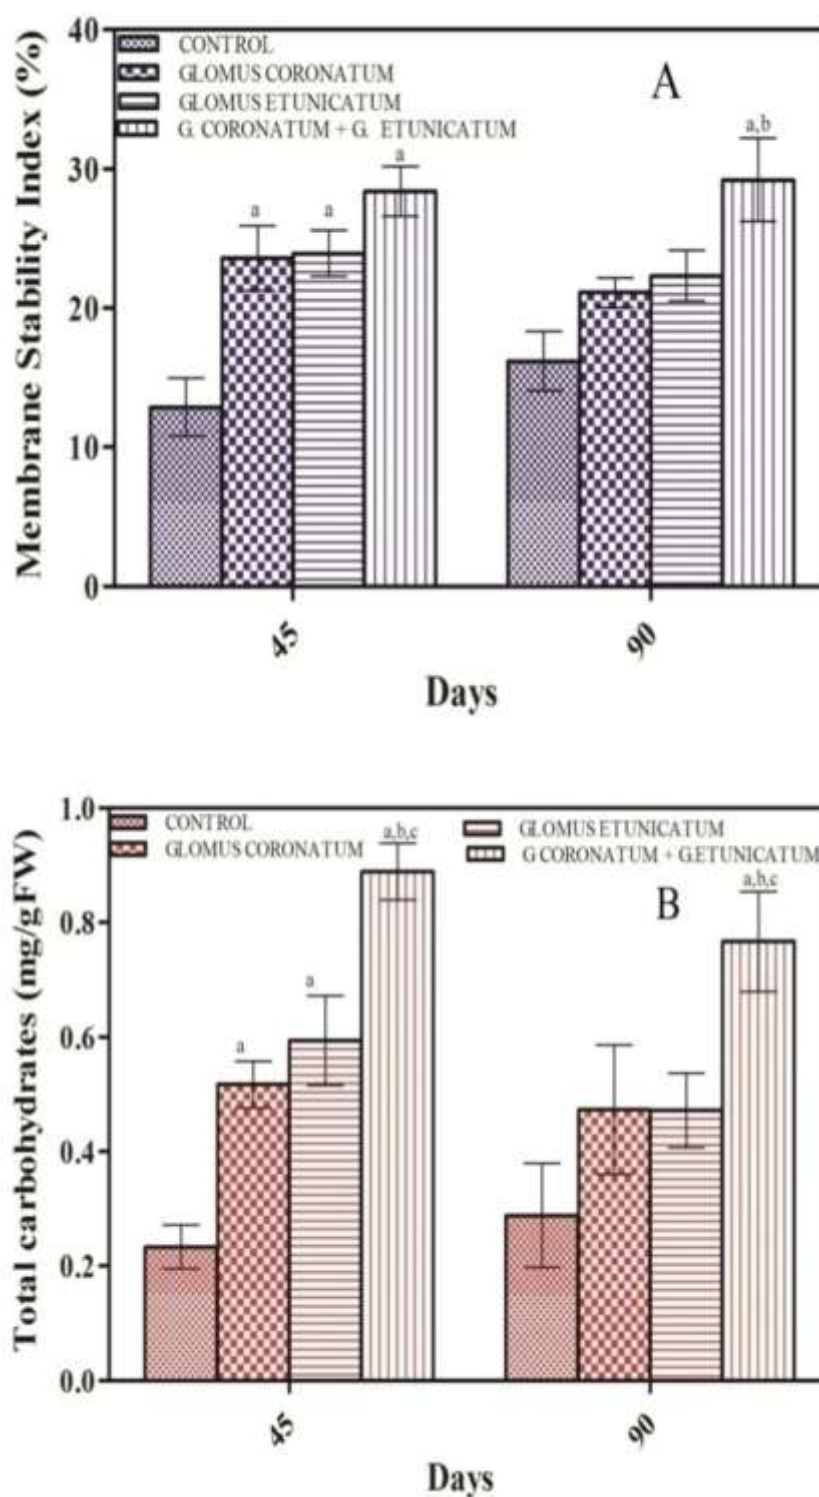 40
CONTROL
GLOMUS CORONATUM
GLOMUS ETUNICATUM
G. CORONATUM + G. ETUNICATUM
A
Membrane Stability Index (%)
30
20
10
0
a
a
a
a,b
45
90
Days
1.0
CONTROL
GLOMUS CORONATUM
GLOMUS ETUNICATUM
G CORONATUM + G.ETUNICATUM
B
Total carbohydrates (mg/gFW)
0.8
0.6
0.4
0.2
0.0
a
a
a,b,c
a,b,c
45
90
Days